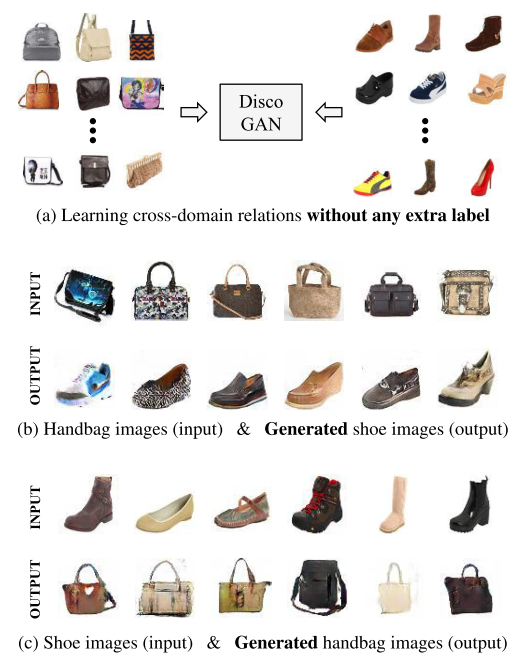 Disco
GAN
(a) Learning cross-domain relations without any extra label
INPUT
OUTPUT
(b) Handbag images (input) & Generated shoe images (output)
INPUT
OUTPUT
(c) Shoe images (input) & Generated handbag images (output)